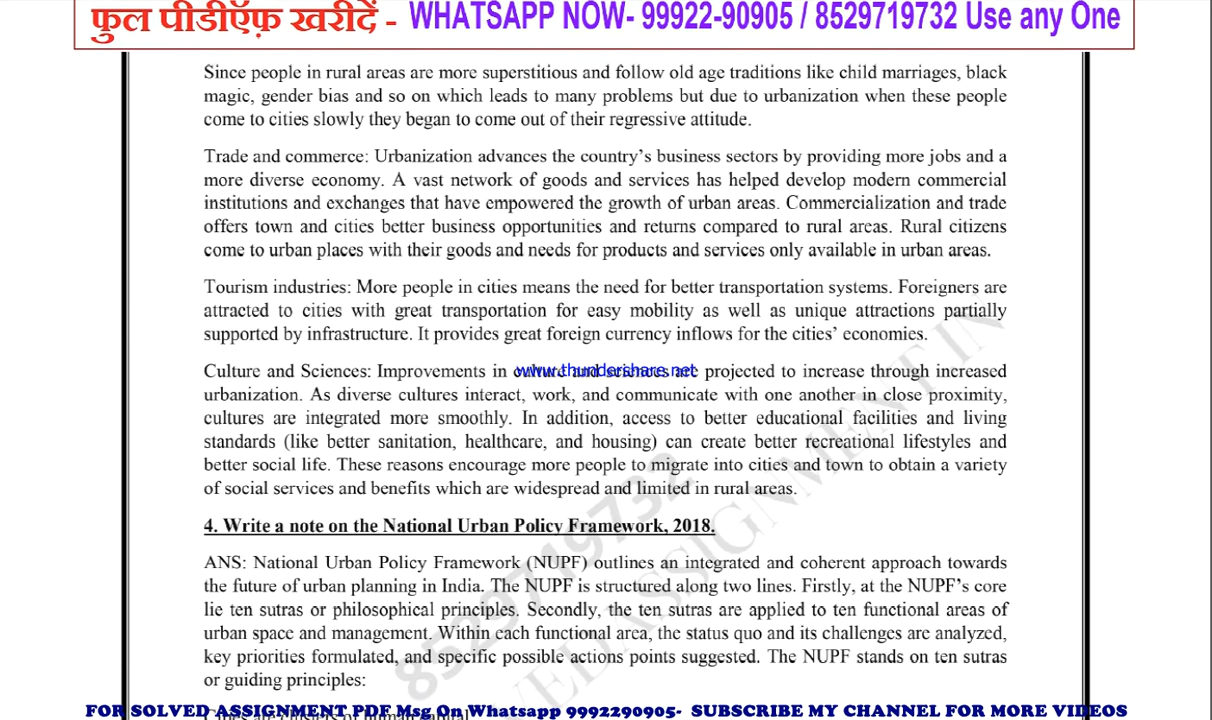 फुल पीडीऍफ़ खरीदें - WHATSAPP NOW- 99922-90905 / 8529719732 Use any One
Since people in rural areas are more superstitious and follow old age traditions like child marriages, black
magic, gender bias and so on which leads to many problems but due to urbanization when these people
come to cities slowly they began to come out of their regressive attitude.
Trade and commerce: Urbanization advances the country's business sectors by providing more jobs and a
more diverse economy. A vast network of goods and services has helped develop modern commercial
institutions and exchanges that have empowered the growth of urban areas. Commercialization and trade
offers town and cities better business opportunities and returns compared to rural areas. Rural citizens
come to urban places with their goods and needs for products and services only available in urban areas.
Tourism industries: More people in cities means the need for better transportation systems. Foreigners are
attracted to cities with great transportation for easy mobility as well as unique attractions partially
supported by infrastructure. It provides great foreign currency inflows for the cities' economies.
Culture and Sciences: Improvements in culture and sciences are projected to increase through increased
www.thundershare.net
urbanization. As diverse cultures interact, work, and communicate with one another in close proximity,
cultures are integrated more smoothly. In addition, access to better educational facilities and living
standards (like better sanitation, healthcare, and housing) can create better recreational lifestyles and
better social life. These reasons encourage more people to migrate into cities and town to obtain a variety
of social services and benefits which are widespread and limited in rural areas.
4. Write a note on the National Urban Policy Framework, 2018.
ANS: National Urban Policy Framework (NUPF) outlines an integrated and coherent approach towards
the future of urban planning in India. The NUPF is structured along two lines. Firstly, at the NUPF's core
lie ten sutras or philosophical principles. Secondly, the ten sutras are applied to ten functional areas of
urban space and management. Within each functional area, the status quo and its challenges are analyzed,
key priorities formulated, and specific possible actions points suggested. The NUPF stands on ten sutras
or guiding principles:
8529719732
ASSIGNMENT IN
FOR SOLVED ASSIGNMENT PDF Msg On Whatsapp 9992290905- SUBSCRIBE MY CHANNEL FOR MORE VIDEOS